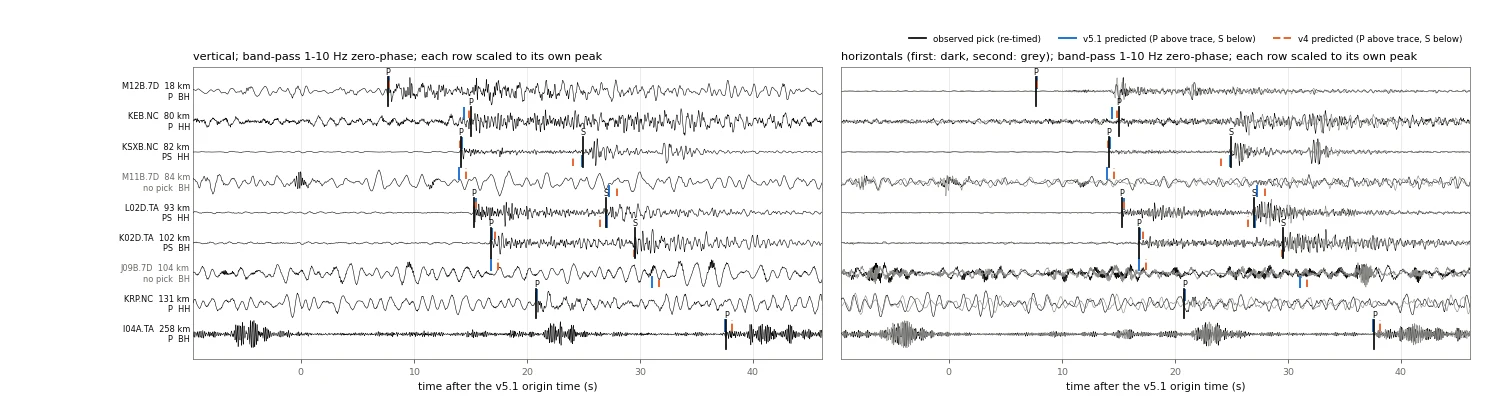 observed pick (re-timed) v5.1 predicted (P above trace, S below) v4 predicted (P above trace, S below)
vertical; band-pass 1-10 Hz zero-phase; each row scaled to its own peak
horizontals (first: dark, second: grey); band-pass 1-10 Hz zero-phase; each row scaled to its own peak
M12B.7D 18 km
P BH
KEB.NC 80 km
P HH
KSXB.NC 82 km
PS HH
M11B.7D 84 km
no pick BH
L02D.TA 93 km
PS HH
K02D.TA 102 km
PS BH
J09B.7D 104 km
no pick BH
KRP.NC 131 km
P HH
I04A.TA 258 km
P BH
P
P
P S
P S
P S
P
P
P
P
P S
P S
P S
P
P
0 10 20 30 40
0 10 20 30 40
time after the v5.1 origin time (s)
time after the v5.1 origin time (s)